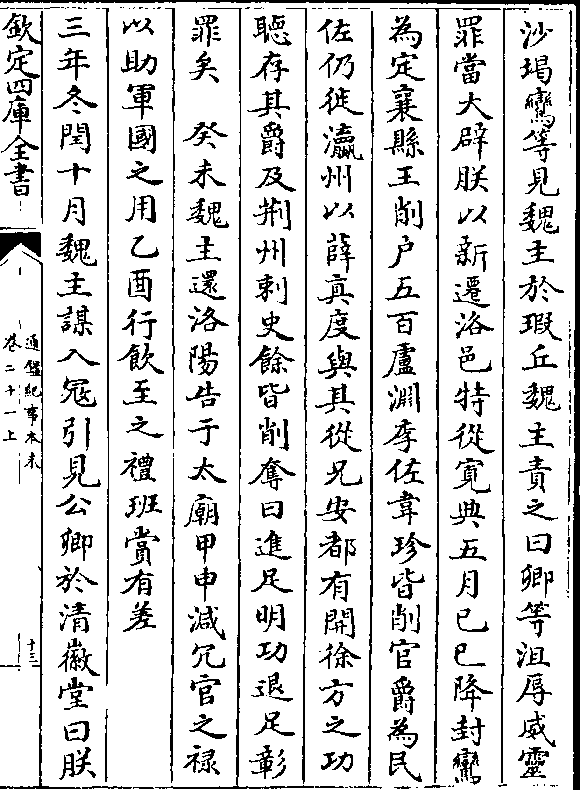 沙堨鸞等見魏主於瑕丘魏主責之曰卿等沮辱威靈
罪當大辟朕以新遷洛邑特從寛典五月己巳降封鸞
為定襄縣王削户五百盧淵李佐韋珍皆削官爵為民
佐仍徙瀛州以薛真度與其從兄安都有開徐方之功
聽存其爵及荆州刺史餘皆削奪曰進足明功退足彰
罪矣　癸未魏主還洛陽告于太廟甲申減冗官之禄
以助軍國之用乙酉行飲至之禮班賞有差
三年冬閏十月魏主謀入冦引見公卿於清徽堂曰朕
欽定四庫全書
通鑑紀事本末
卷二十一上
十三